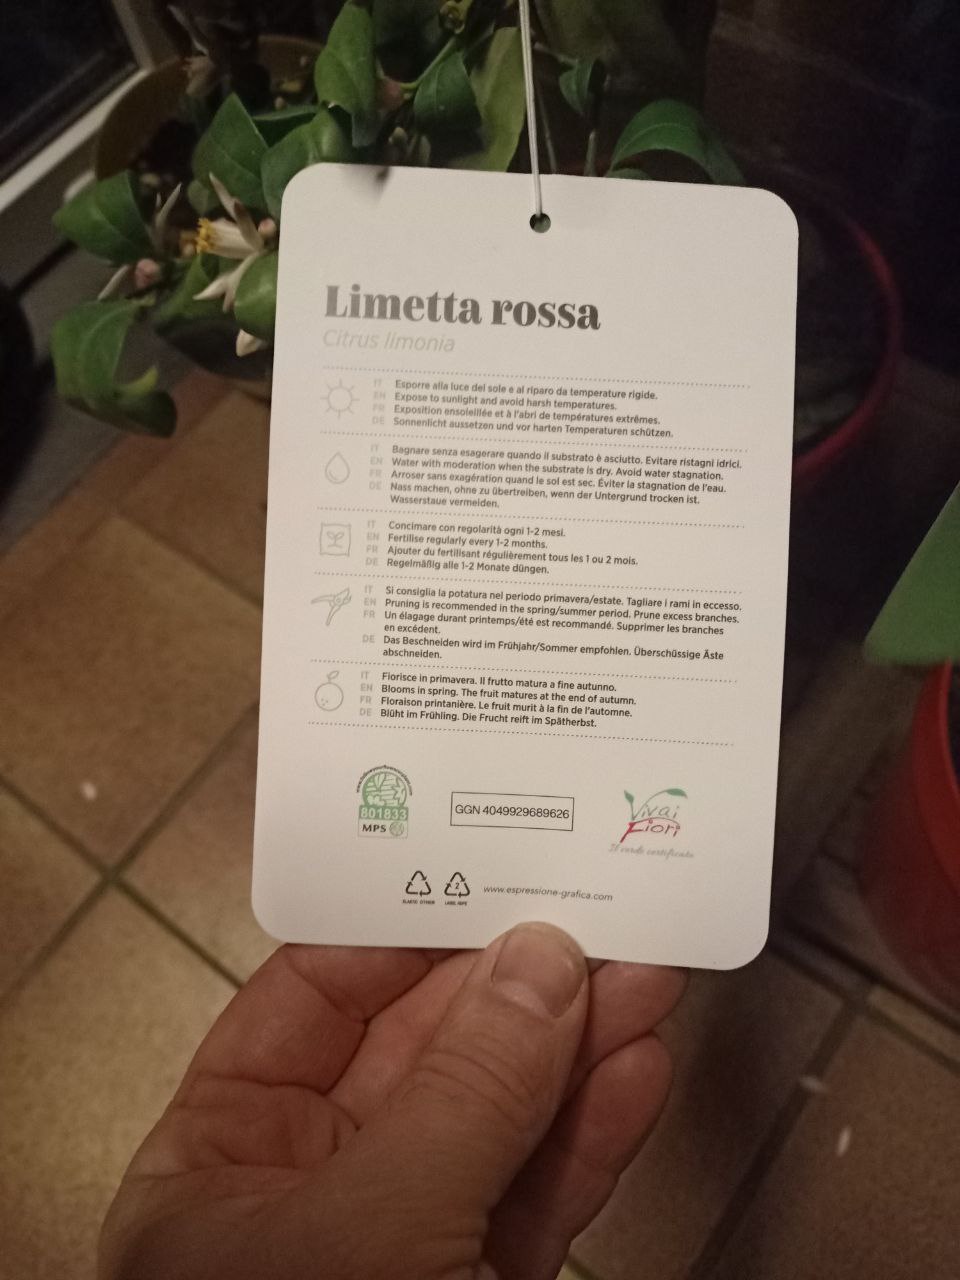 Limetta rossa
Citrus limonia
IT Esporre alla luce del sole e al riparo da temperature rigide.
EN Expose to sunlight and avoid harsh temperatures.
FR Exposition ensoleillée et à l'abri de températures extrêmes.
DE Sonnenlicht aussetzen und vor harten Temperaturen schützen.
IT Bagnare senza esagerare quando il substrato è asciutto. Evitare ristagni idrici.
EN Water with moderation when the substrate is dry. Avoid water stagnation.
FR Arroser sans exagération quand le sol est sec. Éviter la stagnation de l'eau.
DE Nass machen, ohne zu übertreiben, wenn der Untergrund trocken ist.
Wasserstaue vermeiden.
IT Concimare con regolarità ogni 1-2 mesi.
EN Fertilise regularly every 1-2 months.
FR Ajouter du fertilisant régulièrement tous les 1 ou 2 mois.
DE Regelmäßig alle 1-2 Monate düngen.
IT Si consiglia la potatura nel periodo primavera/estate. Tagliare i rami in eccesso.
EN Pruning is recommended in the spring/summer period. Prune excess branches.
FR Un élagage durant printemps/été est recommandé. Supprimer les branches
en excédent.
DE Das Beschneiden wird im Frühjahr/Sommer empfohlen. Überschüssige Äste
abschneiden.
IT Fiorisce in primavera. Il frutto matura a fine autunno.
EN Blooms in spring. The fruit matures at the end of autumn.
FR Floraison printanière. Le fruit murit à la fin de l'automne.
DE Blüht im Frühling. Die Frucht reift im Spätherbst.
801833
MPS
GGN 4049929689626
Vivai
Fiori
Il verde certificato
2
www.espressione-grafica.com